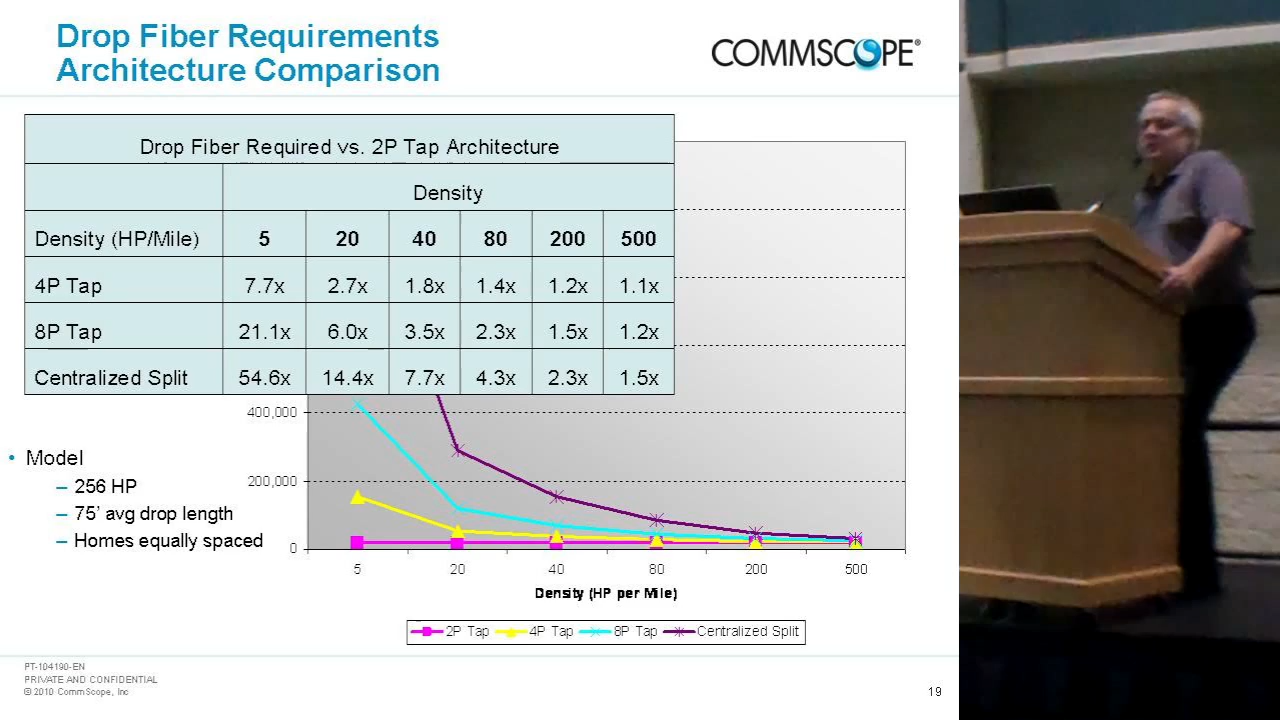 Drop Fiber Requirements
Architecture Comparison
COMMSCOPE®
Drop Fiber Required vs. 2P Tap Architecture
Density
Density (HP/Mile) 5 20 40 80 200 500
4P Tap 7.7x 2.7x 1.8x 1.4x 1.2x 1.1x
8P Tap 21.1x 6.0x 3.5x 2.3x 1.5x 1.2x
Centralized Split 54.6x 14.4x 7.7x 4.3x 2.3x 1.5x
400,000
200,000
0
5 20 40 80 200 500
Density (HP per Mile)
2P Tap 4P Tap 8P Tap Centralized Split
• Model
– 256 HP
– 75’ avg drop length
– Homes equally spaced
PT-104190-EN
PRIVATE AND CONFIDENTIAL
© 2010 CommScope, Inc
19